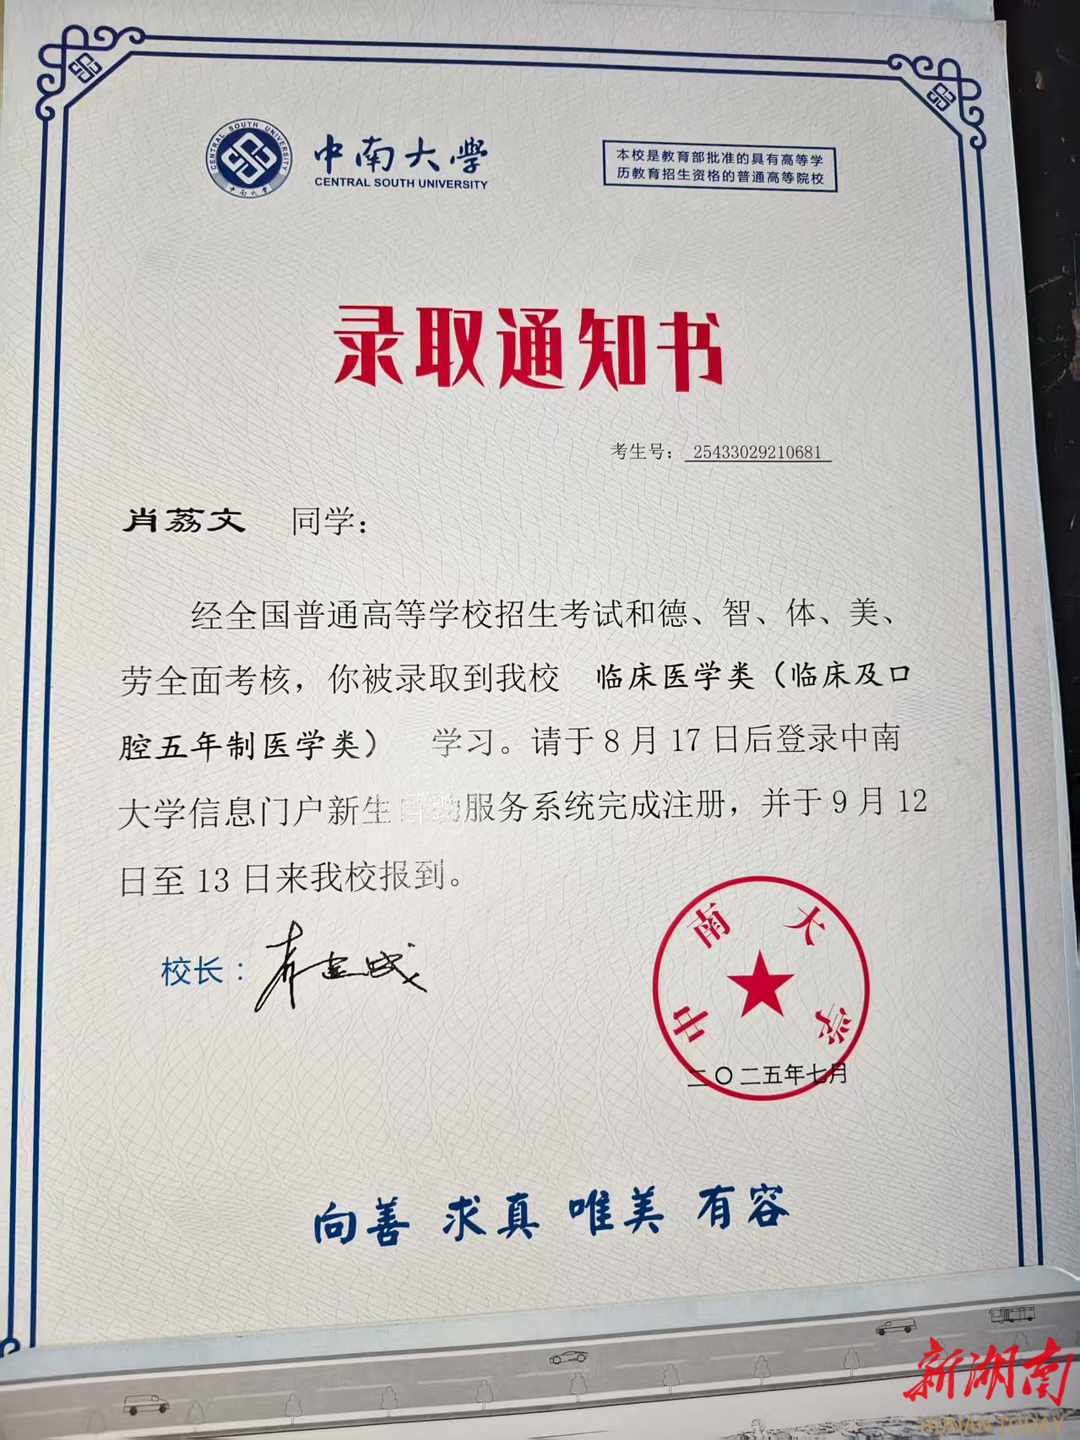 中南大學
CENTRAL SOUTH UNIVERSITY
CENTRAL SOUTH UNIVERSITY
中南大学
本校是教育部批准的具有高等学
历教育招生资格的普通高等院校
录取通知书
考生号：25433029210681
肖荔文 同学：
经全国普通高等学校招生考试和德、智、体、美、
劳全面考核，你被录取到我校 临床医学类（临床及口
腔五年制医学类） 学习。请于8月17日后登录中南
大学信息门户新生 服务系统完成注册，并于9月12
日至13日来我校报到。
校长：
中南大学
二〇二五年七月
向善 求真 唯美 有容
新湖南
HUNAN TODAY